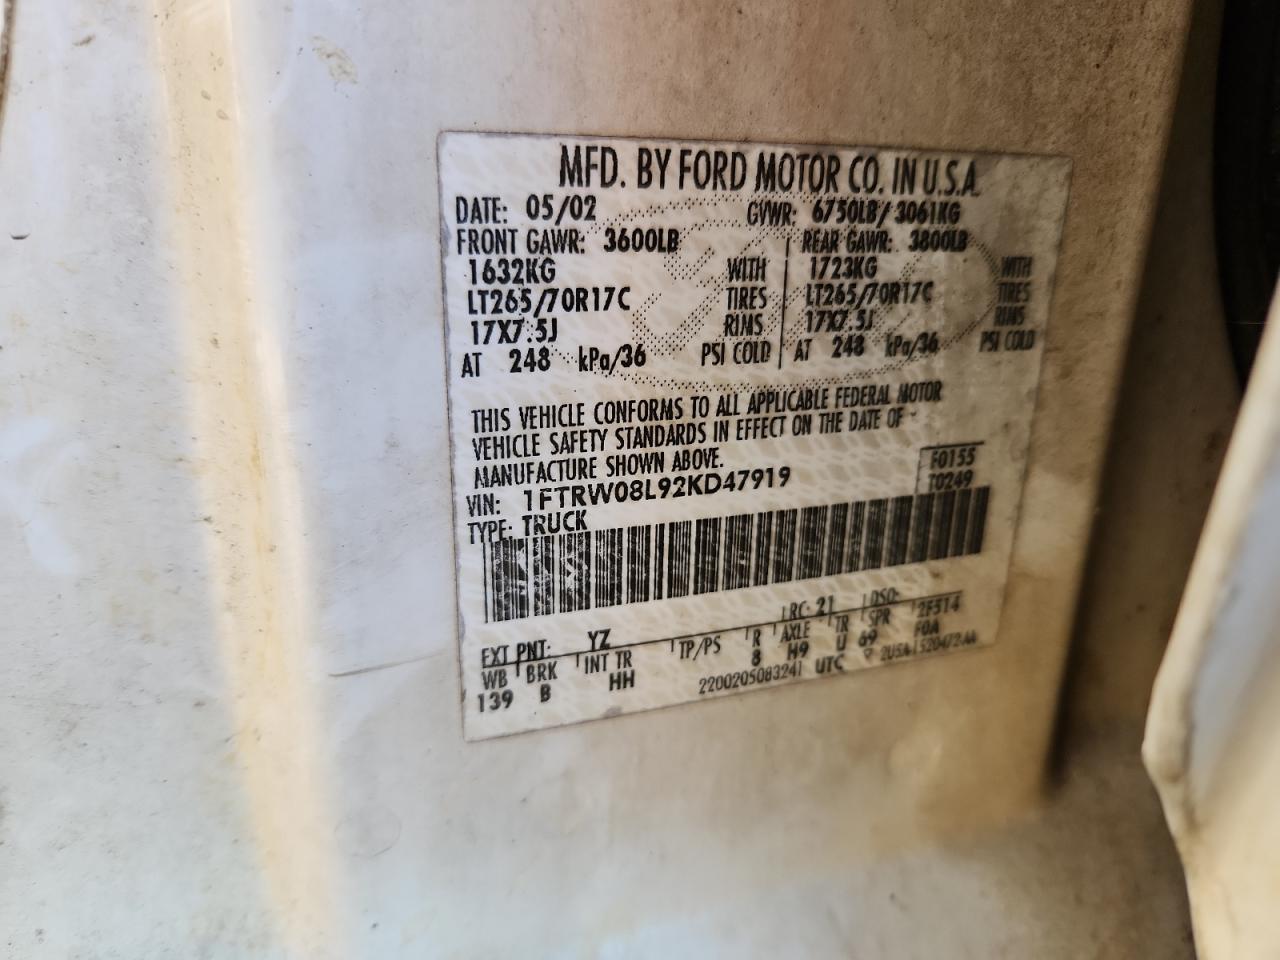 MFD. BY FORD MOTOR CO. IN U.S.A.
DATE: 05/02 GVWR: 6750LB/ 3061KG
FRONT GAWR: 3600LB REAR GAWR: 3800LB
1632KG WITH 1723KG WITH
LT265/70R17C TIRES LT265/70R17C TIRES
17X7.5J RIMS 17X7.5J RIMS
AT 248 kPa/36 PSI COLD AT 248 kPa/36 PSI COLD
THIS VEHICLE CONFORMS TO ALL APPLICABLE FEDERAL MOTOR
VEHICLE SAFETY STANDARDS IN EFFECT ON THE DATE OF
MANUFACTURE SHOWN ABOVE.
VIN: 1FTRW08L92KD47919 F0155
TYPE: TRUCK T0249
EXT PNT: YZ RC: 21 DSO:
WB BRK INT TR TP/PS R AXLE TR SPR 2F514
139 B HH 8 H9 U 69 F0A
2200205083241 UTC